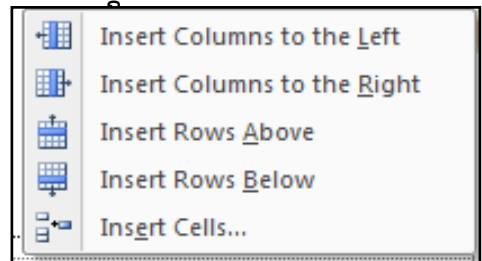 Insert Columns to the Left
Insert Columns to the Right
Insert Rows Above
Insert Rows Below
Insert Cells...